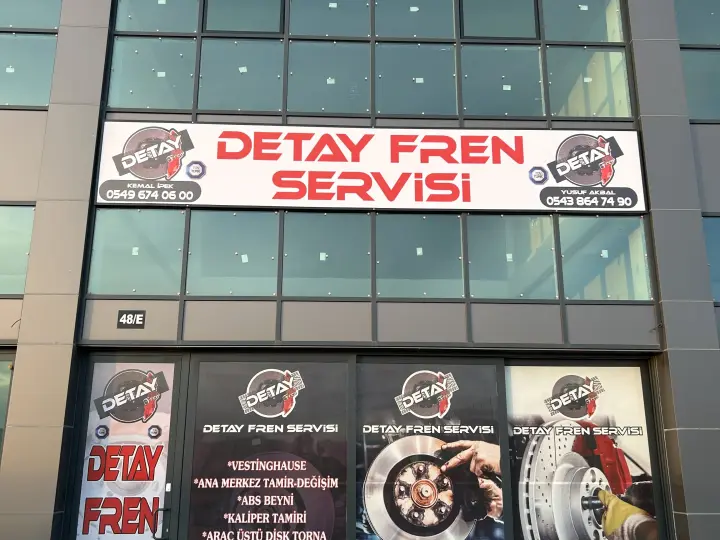 DETAY
KEMAL İPEK
0549 674 06 00
DETAY FREN
SERVİSİ
DETAY
YUSUF AKBAL
0543 864 74 90
48/E
DETAY
DETAY
FREN
DETAY
DETAY FREN SERVİSİ
*VESTİNGHAUSE
*ANA MERKEZ TAMİR-DEĞİŞİM
*ABS BEYNİ
*KALİPER TAMİRİ
*ARAÇ ÜSTÜ DİSK TORNA
DETAY
DETAY FREN SERVİSİ
DETAY
DETAY FREN SERVİSİ